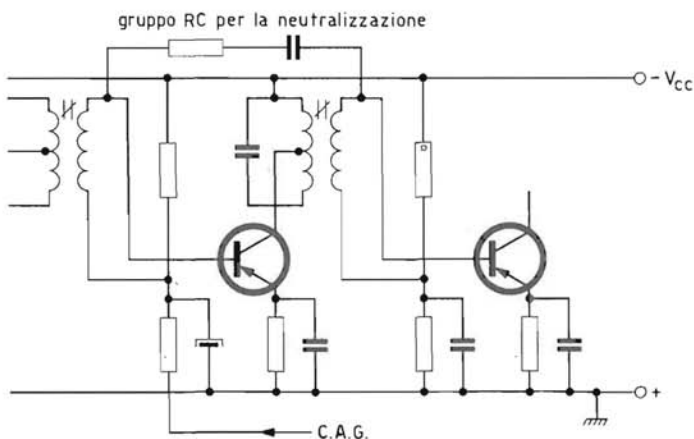 gruppo RC per la neutralizzazione
− Vcc
+
C.A.G.